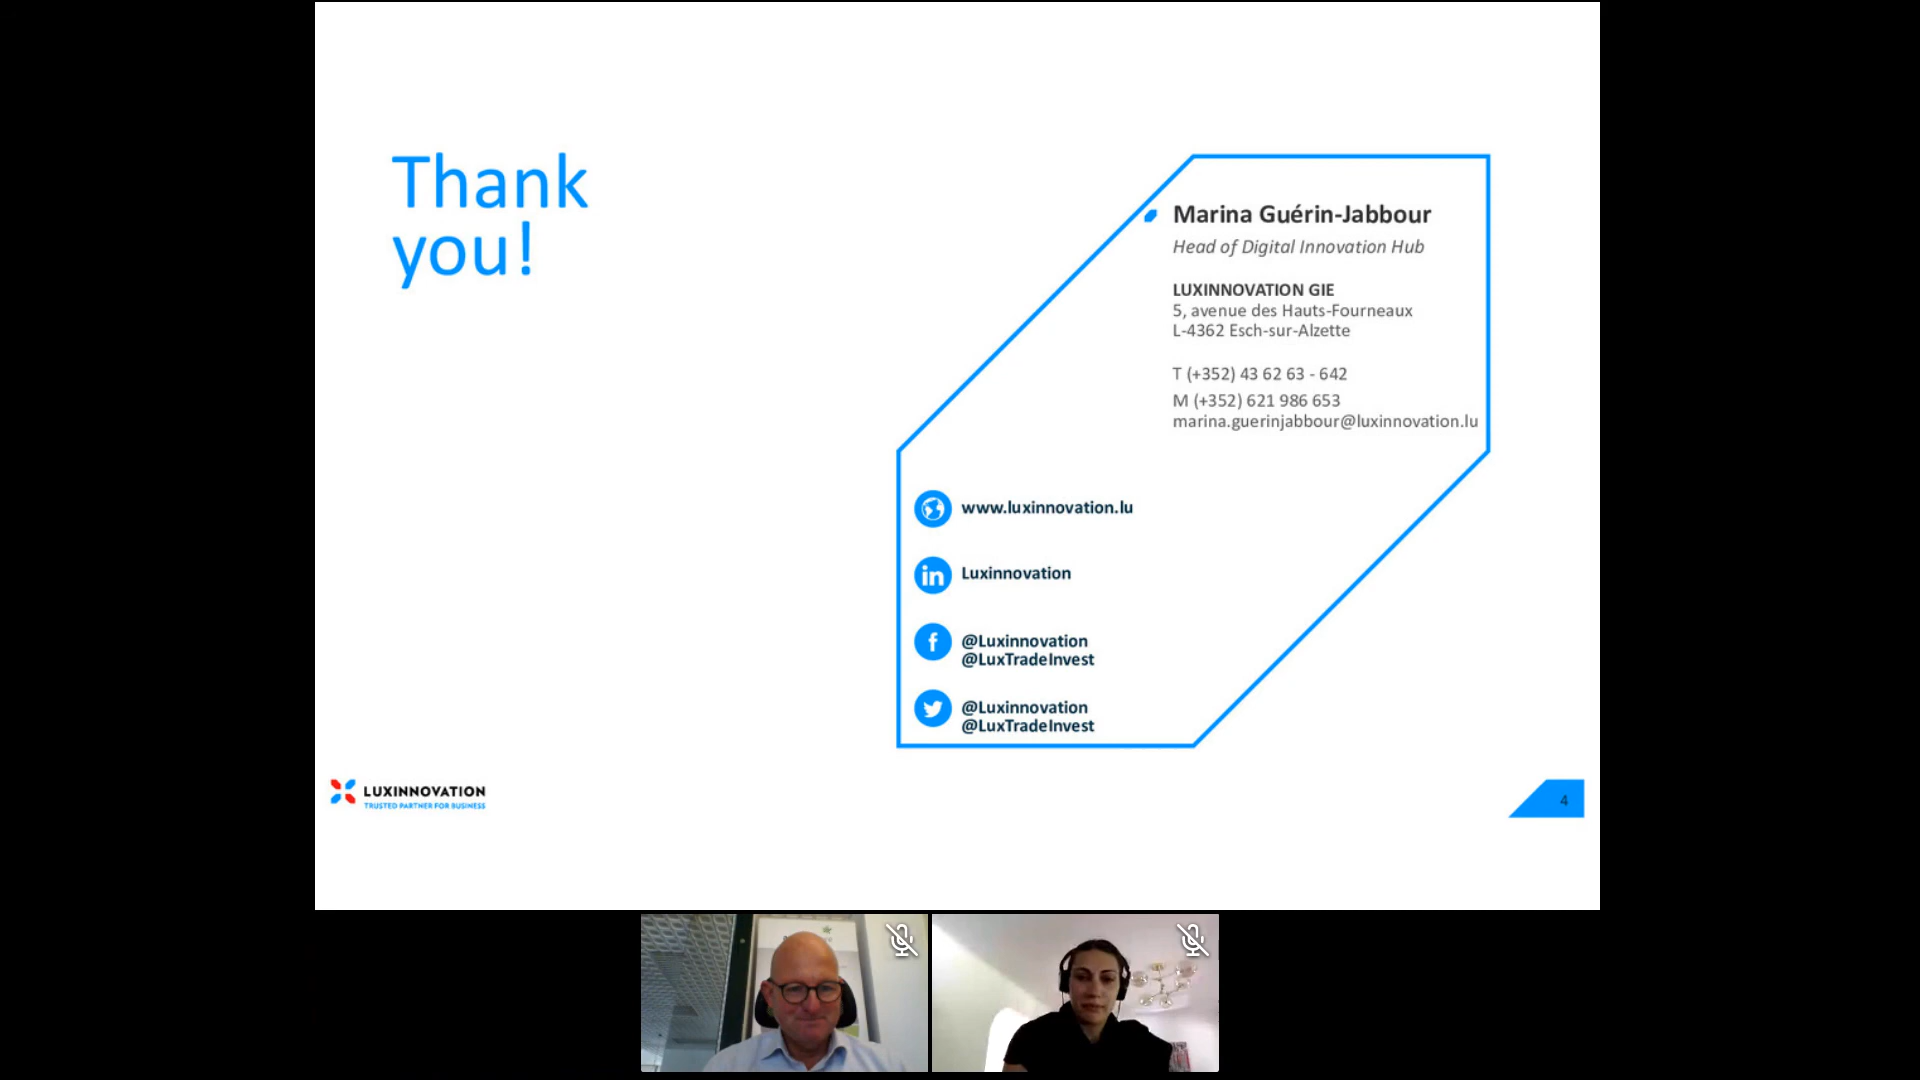 Thank
you!
Marina Guérin-Jabbour
Head of Digital Innovation Hub
LUXINNOVATION GIE
5, avenue des Hauts-Fourneaux
L-4362 Esch-sur-Alzette
T (+352) 43 62 63 - 642
M (+352) 621 986 653
marina.guerinjabbour@luxinnovation.lu
www.luxinnovation.lu
in
Luxinnovation
f
@Luxinnovation
@LuxTradeInvest
@Luxinnovation
@LuxTradeInvest
LUXINNOVATION
TRUSTED PARTNER FOR BUSINESS
4